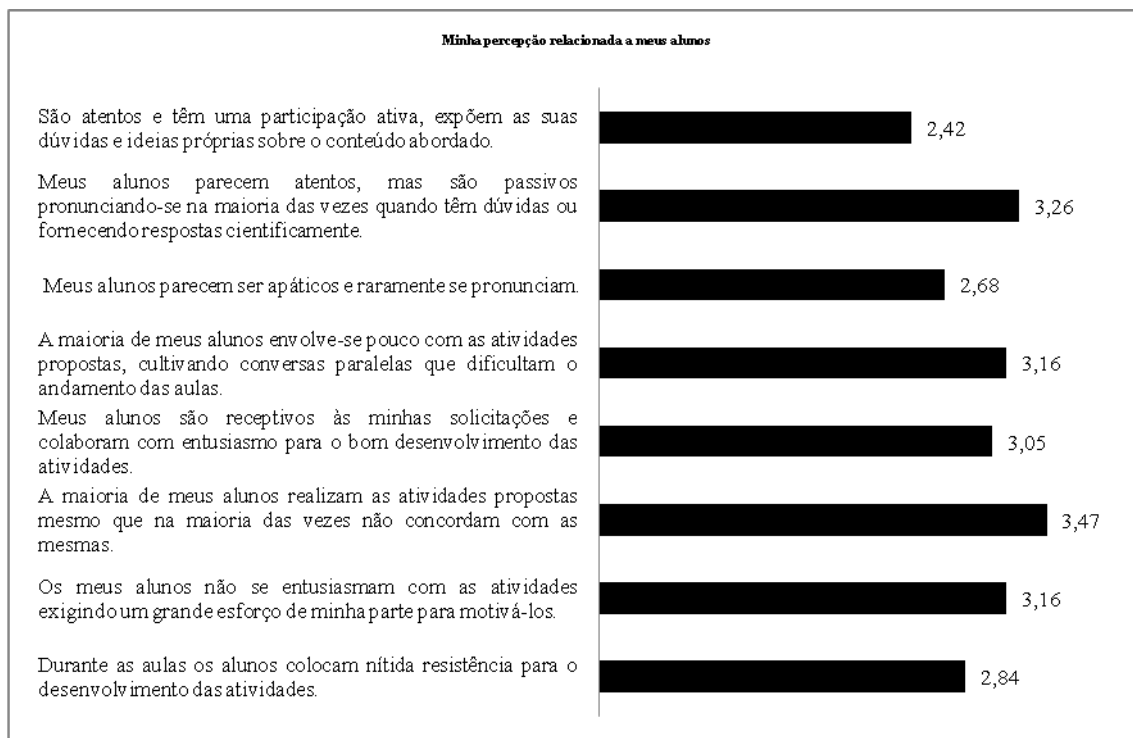 Minha percepção relacionada a meus alunos
São atentos e têm uma participação ativa, expõem as suas
dúvidas e ideias próprias sobre o conteúdo abordado.
2,42
Meus alunos parecem atentos, mas são passivos
pronunciando-se na maioria das vezes quando têm dúvidas ou
fornecendo respostas cientificamente.
3,26
Meus alunos parecem ser apáticos e raramente se pronunciam.
2,68
A maioria de meus alunos envolve-se pouco com as atividades
propostas, cultivando conversas paralelas que dificultam o
andamento das aulas.
3,16
Meus alunos são receptivos às minhas solicitações e
colaboram com entusiasmo para o bom desenvolvimento das
atividades.
3,05
A maioria de meus alunos realizam as atividades propostas
mesmo que na maioria das vezes não concordam com as
mesmas.
3,47
Os meus alunos não se entusiasmam com as atividades
exigindo um grande esforço de minha parte para motivá-los.
3,16
Durante as aulas os alunos colocam nítida resistência para o
desenvolvimento das atividades.
2,84